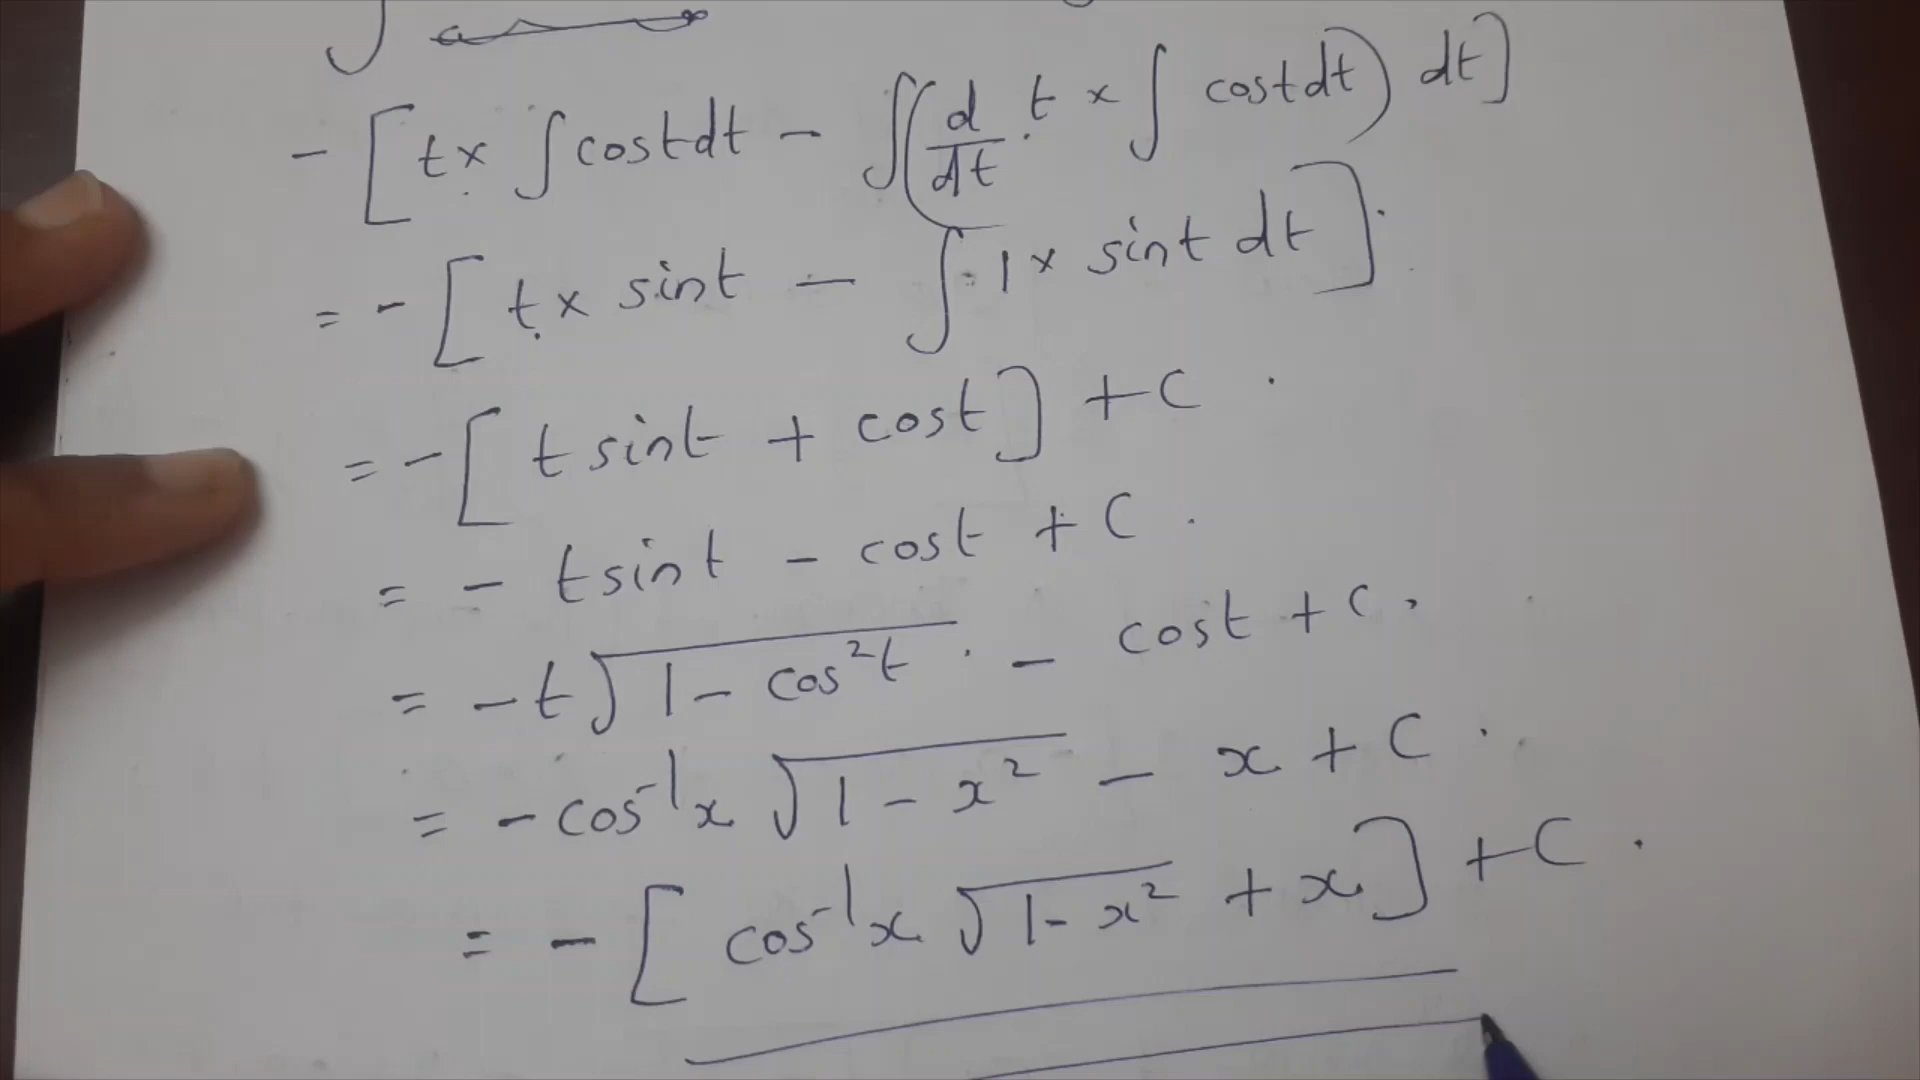 - [ t × ∫ cost dt - ∫ ( d/dt t × ∫ cost dt ) dt ]
= - [ t × sint - ∫ 1 × sint dt ] .
= - [ t sint + cost ] + C .
= - t sint - cost + C .
= - t √(1 - cos²t) . - cost + C .
= - cos⁻¹x √(1 - x²) - x + C .
= - [ cos⁻¹x √(1 - x²) + x ] + C .